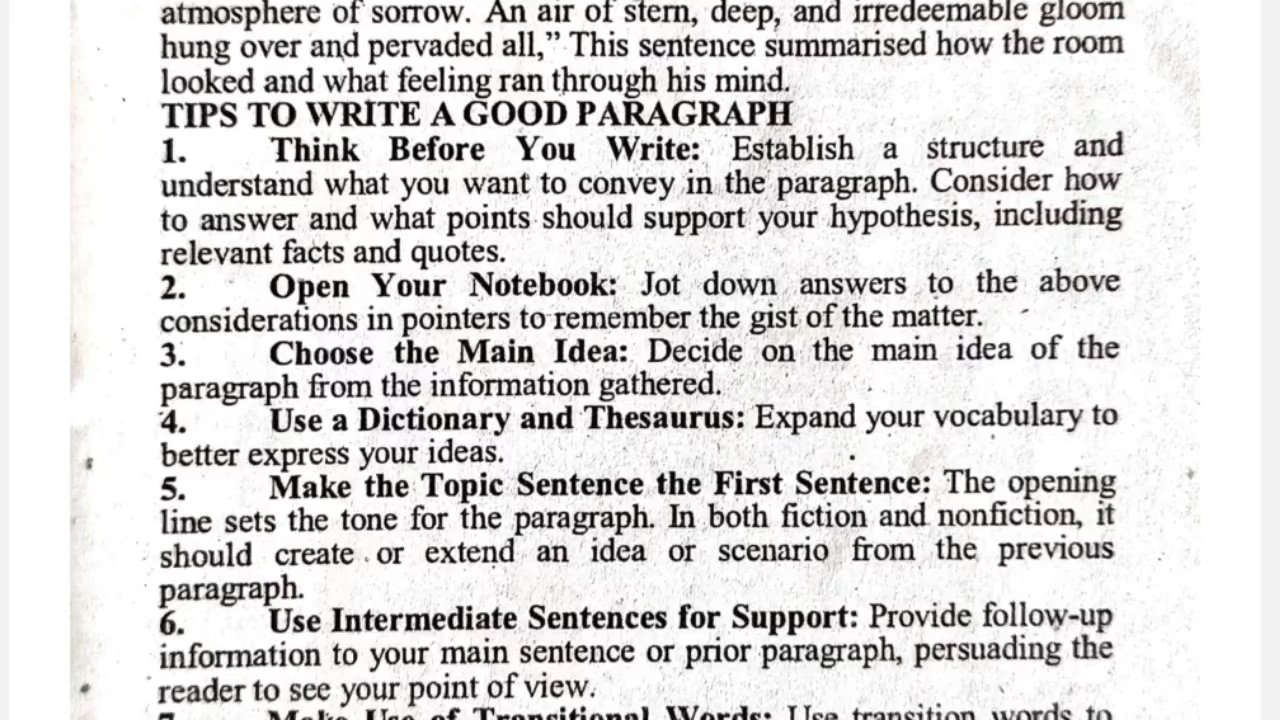 atmosphere of sorrow. An air of stern, deep, and irredeemable gloom
hung over and pervaded all,” This sentence summarised how the room
looked and what feeling ran through his mind.
TIPS TO WRITE A GOOD PARAGRAPH
1. Think Before You Write: Establish a structure and
understand what you want to convey in the paragraph. Consider how
to answer and what points should support your hypothesis, including
relevant facts and quotes.
2. Open Your Notebook: Jot down answers to the above
considerations in pointers to remember the gist of the matter.
3. Choose the Main Idea: Decide on the main idea of the
paragraph from the information gathered.
4. Use a Dictionary and Thesaurus: Expand your vocabulary to
better express your ideas.
5. Make the Topic Sentence the First Sentence: The opening
line sets the tone for the paragraph. In both fiction and nonfiction, it
should create or extend an idea or scenario from the previous
paragraph.
6. Use Intermediate Sentences for Support: Provide follow-up
information to your main sentence or prior paragraph, persuading the
reader to see your point of view.
7. Make Use of Transitional Words: Use transition words to